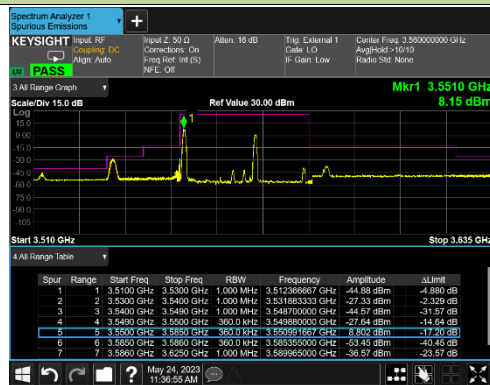 Spectrum Analyzer 1
Spurious Emissions
+
KEYSIGHT Input: RF Input Z: 50 Ω Atten: 16 dB Trig: External 1 Center Freq: 3.560000000 GHz
Coupling: DC Corrections: On Gate: LO Avg|Hold:>10/10
Align: Auto Freq Ref: Int (S) IF Gain: Low Radio Std: None
LW PASS NFE: Off
3 All Range Graph Mkr1 3.5510 GHz
Scale/Div 15.0 dB Ref Value 30.00 dBm 8.15 dBm
Log
15.0
0.00
-15.0
-30.0
-45.0
-60.0
-75.0
-90.0
-105
1
Start 3.510 GHz Stop 3.635 GHz
4 All Range Table
Spur Range Start Freq Stop Freq RBW Frequency Amplitude ΔLimit
1 1 3.5100 GHz 3.5300 GHz 1.000 MHz 3.512366667 GHz -44.88 dBm -4.880 dB
2 2 3.5300 GHz 3.5400 GHz 1.000 MHz 3.531883333 GHz -27.33 dBm -2.329 dB
3 3 3.5400 GHz 3.5490 GHz 1.000 MHz 3.548700000 GHz -44.57 dBm -31.57 dB
4 4 3.5490 GHz 3.5500 GHz 360.0 kHz 3.549880000 GHz -27.64 dBm -14.64 dB
5 5 3.5500 GHz 3.5850 GHz 360.0 kHz 3.550991667 GHz 8.802 dBm -17.20 dB
6 6 3.5850 GHz 3.5860 GHz 360.0 kHz 3.585355000 GHz -53.45 dBm -40.45 dB
7 7 3.5860 GHz 3.6250 GHz 1.000 MHz 3.589965000 GHz -36.57 dBm -23.57 dB
? May 24, 2023
11:36:55 AM